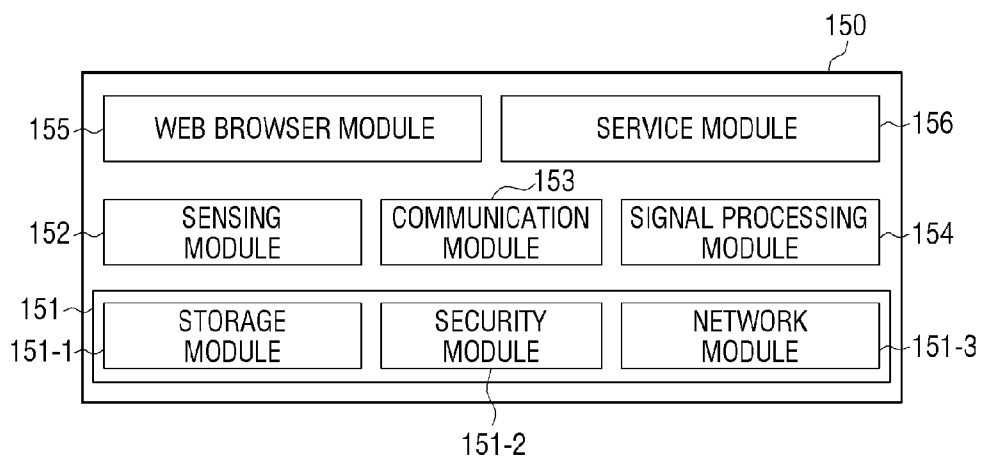 150
155
WEB BROWSER MODULE
SERVICE MODULE
156
153
152
SENSING
MODULE
COMMUNICATION
MODULE
SIGNAL PROCESSING
MODULE
154
151
151-1
STORAGE
MODULE
SECURITY
MODULE
NETWORK
MODULE
151-3
151-2